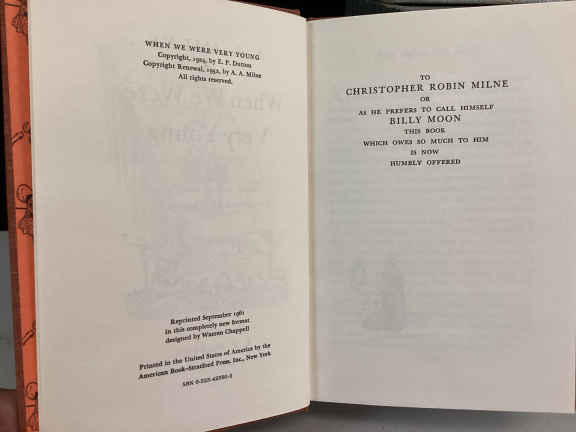 WHEN WE WERE VERY YOUNG
Copyright, 1924, by E. P. Dutton
Copyright Renewal, 1952, by A. A. Milne
All rights reserved.
Reprinted September 1961
in this completely new format
designed by Warren Chappell
Printed in the United States of America by the
American Book–Stratford Press, Inc., New York
SBN
TO
CHRISTOPHER ROBIN MILNE
OR
AS HE PREFERS TO CALL HIMSELF
BILLY MOON
THIS BOOK
WHICH OWES SO MUCH TO HIM
IS NOW
HUMBLY OFFERED